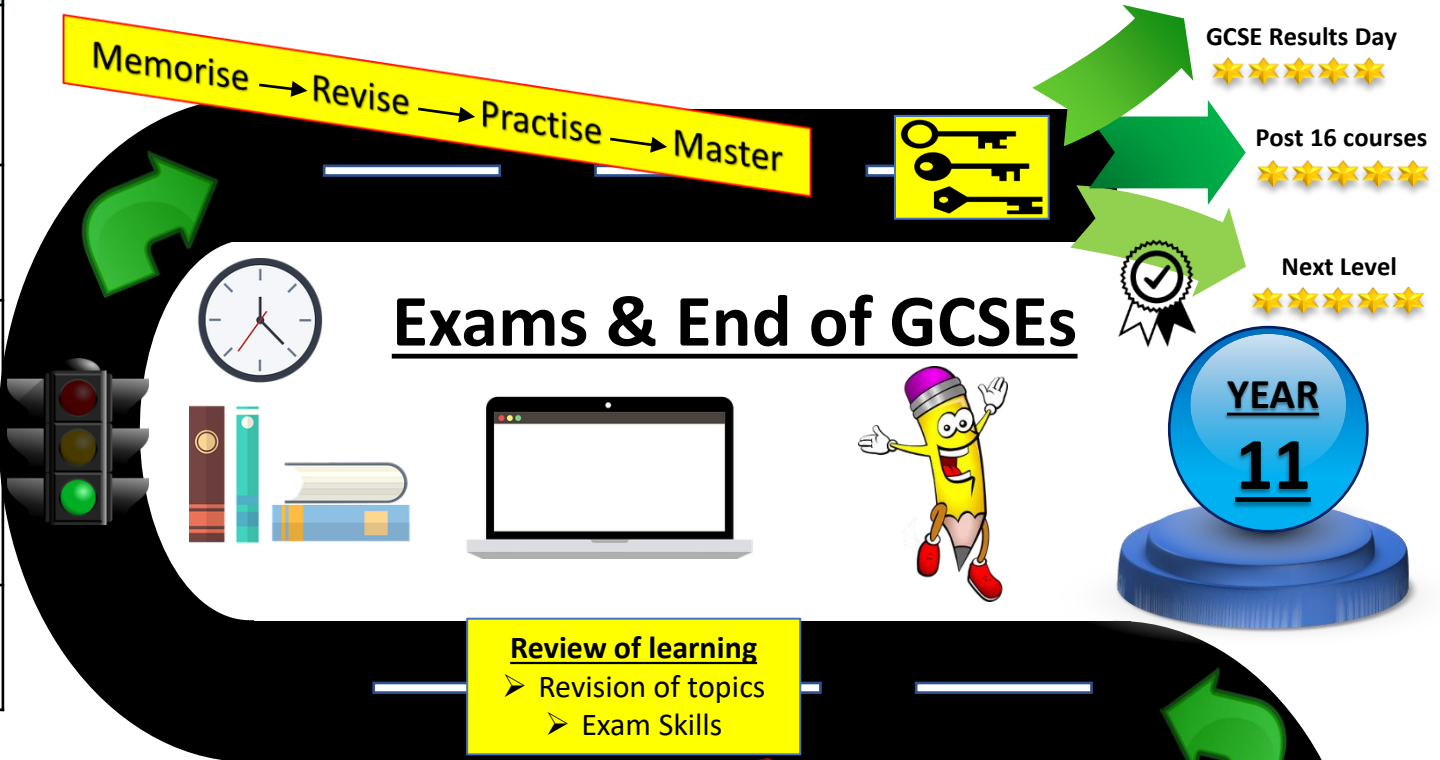 Memorise → Revise → Practise → Master
GCSE Results Day
Post 16 courses
Next Level
Exams & End of GCSEs
YEAR
11
Review of learning
➢ Revision of topics
➢ Exam Skills